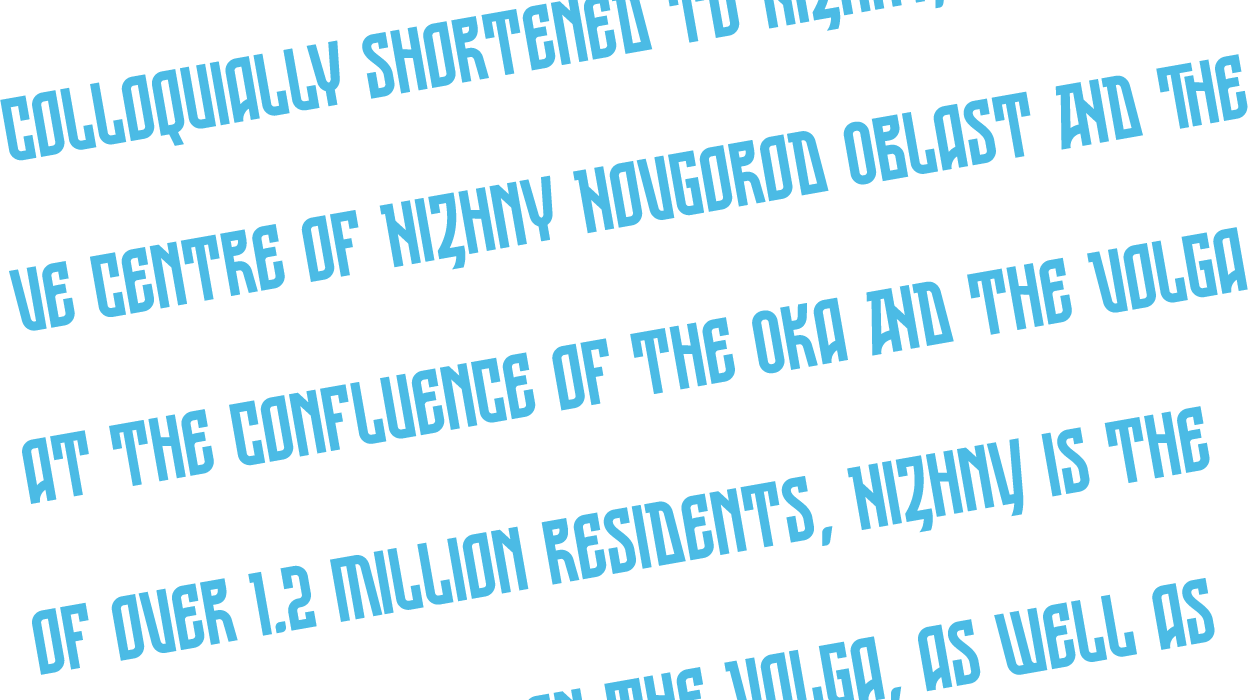 COLLOQUIALLY SHORTENED TO NIZHNY,
VE CENTRE OF NIZHNY NOVGOROD OBLAST AND THE
AT THE CONFLUENCE OF THE OKA AND THE VOLGA
OF OVER 1.2 MILLION RESIDENTS, NIZHNY IS THE
THE VOLGA, AS WELL AS